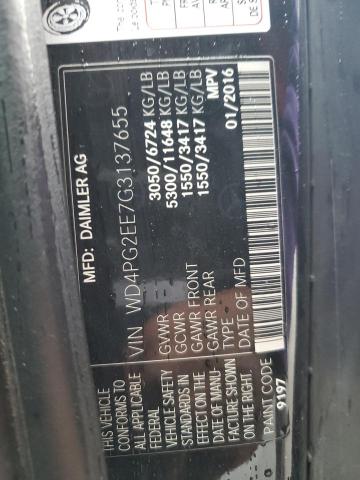 MFD: DAIMLER AG
VIN WD4PG2EE7G3137655
THIS VEHICLE
CONFORMS TO
FEDERAL
VEHICLE SAFETY
STANDARDS IN
EFFECT ON THE
DATE OF MANU-
FACTURE SHOWN
ON THE RIGHT.
GVWR 3050/6724 KG/LB
GCWR 5300/11648 KG/LB
GAWR FRONT 1550/3417 KG/LB
GAWR REAR 1550/3417 KG/LB
TYPE MPV
DATE OF MFD 01/2016
PAINT CODE
9197